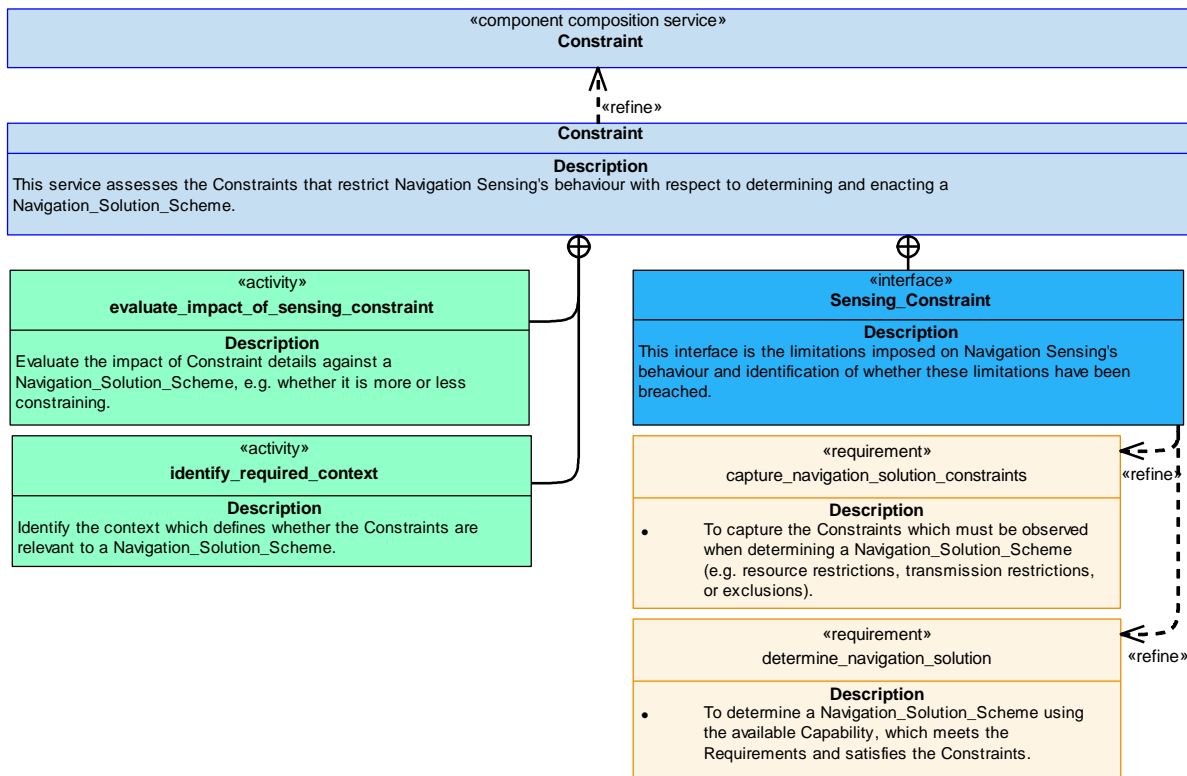 «component composition service»
Constraint
«refine»
Constraint
Description
This service assesses the Constraints that restrict Navigation Sensing's behaviour with respect to determining and enacting a
Navigation_Solution_Scheme.
«activity»
evaluate_impact_of_sensing_constraint
Description
Evaluate the impact of Constraint details against a
Navigation_Solution_Scheme, e.g. whether it is more or less
constraining.
«activity»
identify_required_context
Description
Identify the context which defines whether the Constraints are
relevant to a Navigation_Solution_Scheme.
«interface»
Sensing_Constraint
Description
This interface is the limitations imposed on Navigation Sensing's
behaviour and identification of whether these limitations have been
breached.
«requirement»
capture_navigation_solution_constraints
«refine»
Description
• To capture the Constraints which must be observed
when determining a Navigation_Solution_Scheme
(e.g. resource restrictions, transmission restrictions,
or exclusions).
«requirement»
determine_navigation_solution
«refine»
Description
• To determine a Navigation_Solution_Scheme using
the available Capability, which meets the
Requirements and satisfies the Constraints.